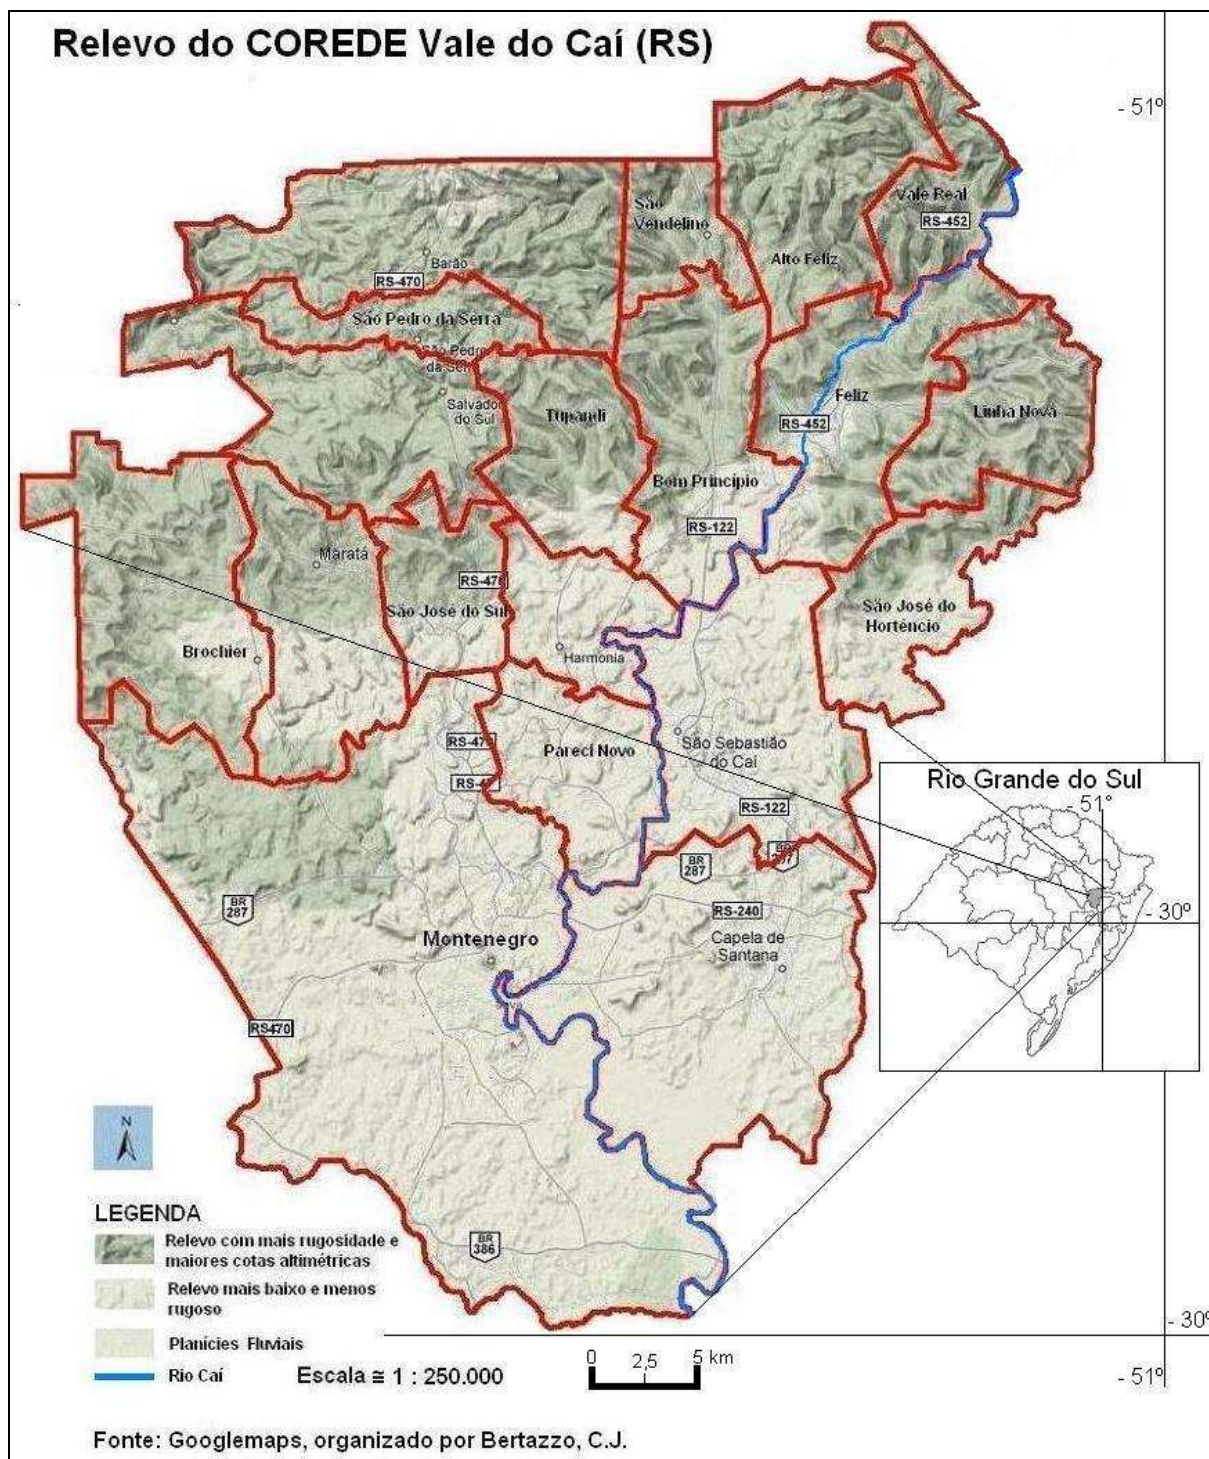 Relevo do COREDE Vale do Caí (RS)
- 51º
Vale Real
RS-452
São
Vendelino
Alto Feliz
Barão
RS-470
São Pedro da Serra
São Pedro
da Serra
Salvador
do Sul
Tupandi
Feliz
RS-452
Linha Nova
Bom Princípio
RS-122
Maratá
RS-470
São José do Sul
São José do
Hortêncio
Brochier
Harmonia
Pareci Novo
São Sebastião
do Caí
RS-122
BR
287
BR
287
RS-240
Montenegro
Capela de
Santana
RS470
Rio Grande do Sul
- 51º
- 30º
N
LEGENDA
Relevo com mais rugosidade e
maiores cotas altimétricas
Relevo mais baixo e menos
rugoso
Planícies Fluviais
Rio Caí
Escala ≅ 1 : 250.000
BR
386
0 2,5 5 km
- 30º
- 51º
Fonte: Googlemaps, organizado por Bertazzo, C.J.